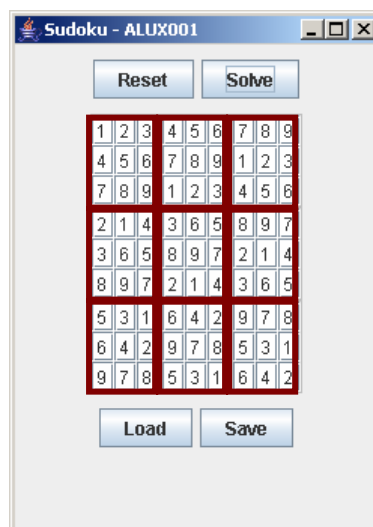 Sudoku - ALUX001
Reset Solve
1 2 3 4 5 6 7 8 9
4 5 6 7 8 9 1 2 3
7 8 9 1 2 3 4 5 6
2 1 4 3 6 5 8 9 7
3 6 5 8 9 7 2 1 4
8 9 7 2 1 4 3 6 5
5 3 1 6 4 2 9 7 8
6 4 2 9 7 8 5 3 1
9 7 8 5 3 1 6 4 2
Load Save